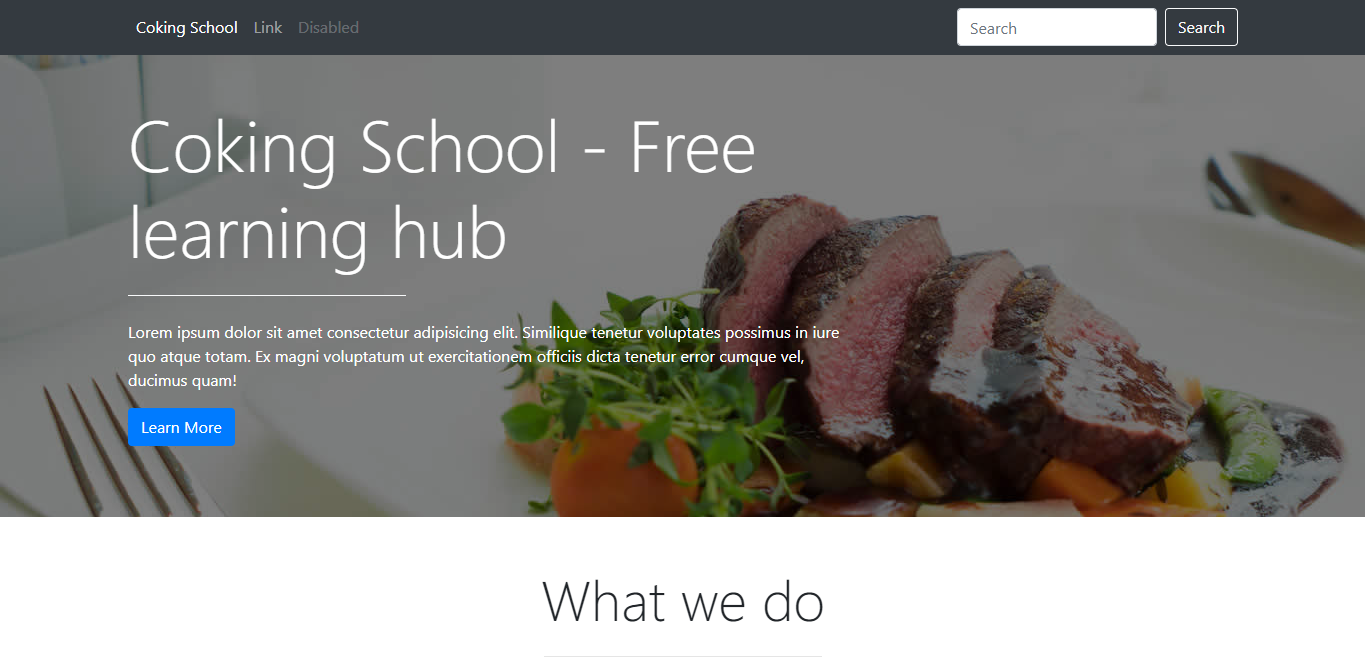 Coking School Link Disabled Search Search
Coking School - Free
learning hub
Lorem ipsum dolor sit amet consectetur adipisicing elit. Similique tenetur voluptates possimus in iure
quo atque totam. Ex magni voluptatum ut exercitationem officiis dicta tenetur error cumque vel,
ducimus quam!
Learn More
What we do